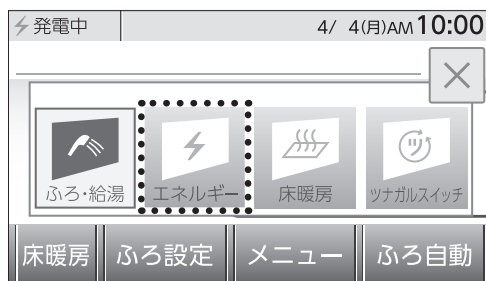 発電中 4/ 4(月)AM10:00
ふろ・給湯 エネルギー 床暖房 ツナガルスイッチ
床暖房 ふろ設定 メニュー ふろ自動